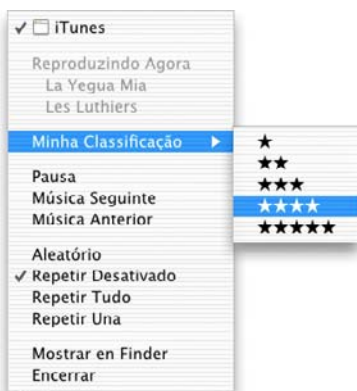 iTunes
Reproduzindo Agora
La Yegua Mia
Les Luthiers
Minha Classificação
Pausa
Música Seguinte
Música Anterior
Aleatório
Repetir Desativado
Repetir Tudo
Repetir Una
Mostrar en Finder
Encerrar